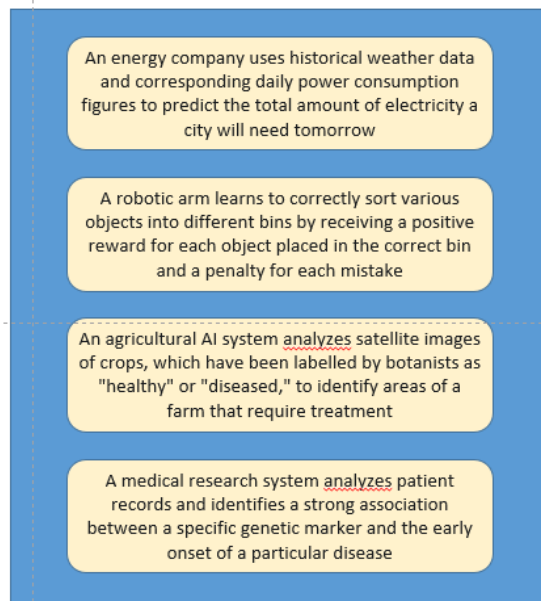 An energy company uses historical weather data
and corresponding daily power consumption
figures to predict the total amount of electricity a
city will need tomorrow
A robotic arm learns to correctly sort various
objects into different bins by receiving a positive
reward for each object placed in the correct bin
and a penalty for each mistake
An agricultural AI system analyzes satellite images
of crops, which have been labelled by botanists as
"healthy" or "diseased," to identify areas of a
farm that require treatment
A medical research system analyzes patient
records and identifies a strong association
between a specific genetic marker and the early
onset of a particular disease